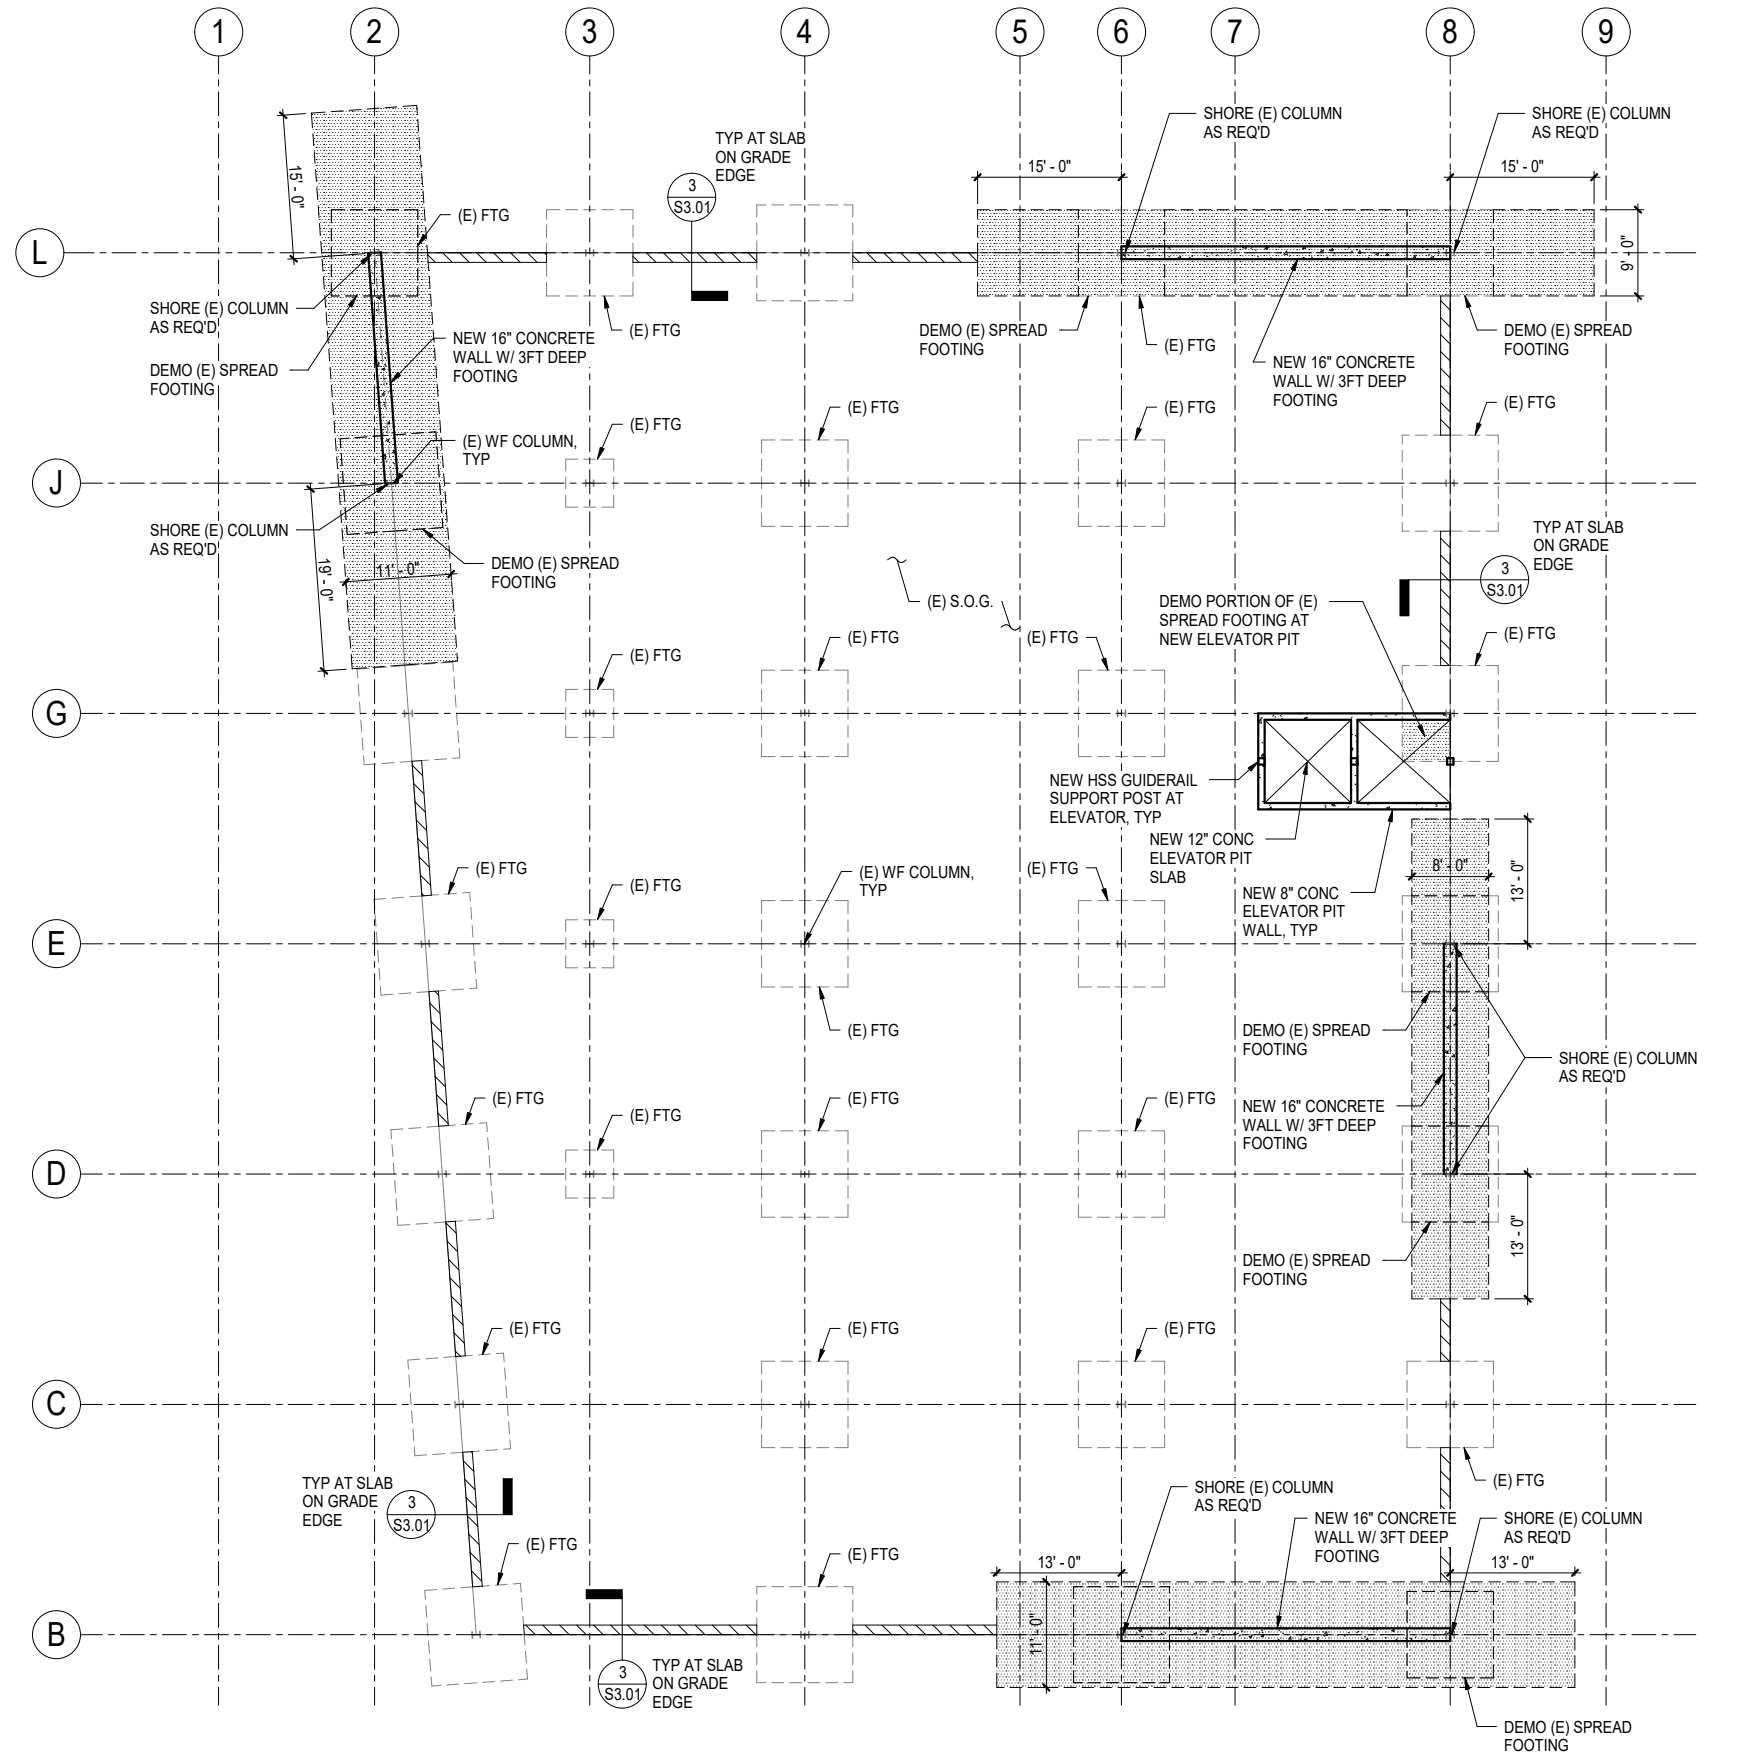 1
2
3
4
5
6
7
8
9
L
J
G
E
D
C
B
15' - 0"
(E) FTG
TYP AT SLAB
ON GRADE
EDGE
3
S3.01
SHORE (E) COLUMN
AS REQ'D
15' - 0"
SHORE (E) COLUMN
AS REQ'D
15' - 0"
9' - 0"
SHORE (E) COLUMN
AS REQ'D
DEMO (E) SPREAD
FOOTING
NEW 16" CONCRETE
WALL W/ 3FT DEEP
FOOTING
(E) FTG
DEMO (E) SPREAD
FOOTING
(E) FTG
NEW 16" CONCRETE
WALL W/ 3FT DEEP
FOOTING
DEMO (E) SPREAD
FOOTING
(E) WF COLUMN,
TYP
(E) FTG
(E) FTG
(E) FTG
(E) FTG
SHORE (E) COLUMN
AS REQ'D
19' - 0"
11' - 0"
DEMO (E) SPREAD
FOOTING
(E) S.O.G.
TYP AT SLAB
ON GRADE
EDGE
3
S3.01
DEMO PORTION OF (E)
SPREAD FOOTING AT
NEW ELEVATOR PIT
(E) FTG
(E) FTG
(E) FTG
(E) FTG
NEW HSS GUIDERAIL
SUPPORT POST AT
ELEVATOR, TYP
NEW 12" CONC
ELEVATOR PIT
SLAB
NEW 8" CONC
ELEVATOR PIT
WALL, TYP
8' - 0"
13' - 0"
(E) FTG
(E) FTG
(E) WF COLUMN,
TYP
(E) FTG
(E) FTG
DEMO (E) SPREAD
FOOTING
SHORE (E) COLUMN
AS REQ'D
NEW 16" CONCRETE
WALL W/ 3FT DEEP
FOOTING
(E) FTG
(E) FTG
(E) FTG
(E) FTG
DEMO (E) SPREAD
FOOTING
13' - 0"
(E) FTG
(E) FTG
(E) FTG
(E) FTG
TYP AT SLAB
ON GRADE
EDGE
3
S3.01
(E) FTG
(E) FTG
SHORE (E) COLUMN
AS REQ'D
NEW 16" CONCRETE
WALL W/ 3FT DEEP
FOOTING
SHORE (E) COLUMN
AS REQ'D
13' - 0"
13' - 0"
11' - 0"
3
S3.01
TYP AT SLAB
ON GRADE
EDGE
DEMO (E) SPREAD
FOOTING